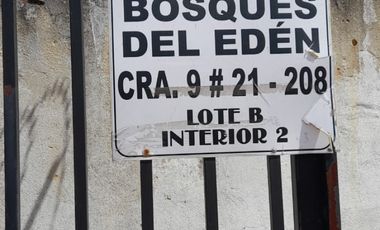 BOSQUES
DEL EDÉN
CRA. 9 # 21 - 208
LOTE B
INTERIOR 2